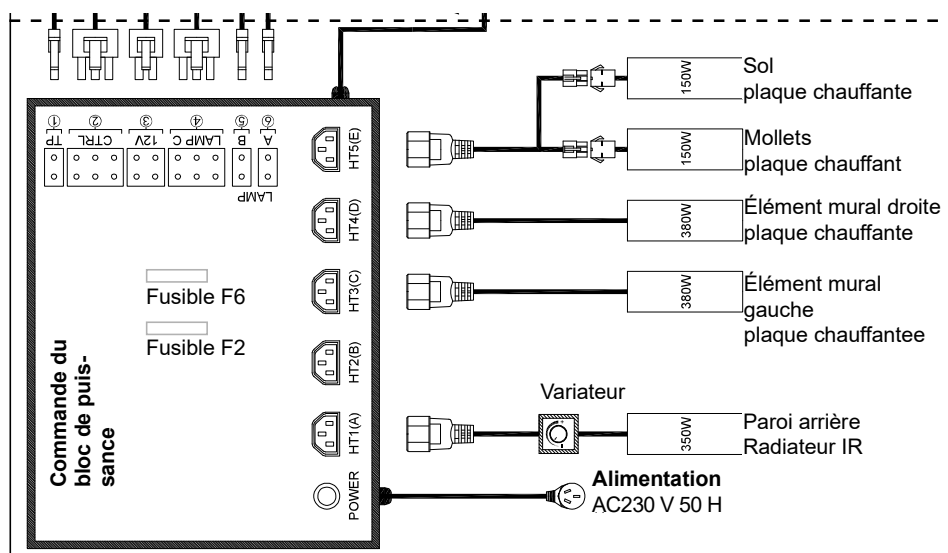 ①
②
③
④
⑤
⑥
TP
CTRL
12V
LAMP C
B
A
LAMP
HT5(E)
HT4(D)
HT3(C)
HT2(B)
HT1(A)
POWER
Fusible F6
Fusible F2
Commande du
bloc de puis-
sance
150W
Sol
plaque chauffante
150W
Mollets
plaque chauffant
380W
Élément mural droite
plaque chauffante
380W
Élément mural
gauche
plaque chauffantee
Variateur
350W
Paroi arrière
Radiateur IR
Alimentation
AC230 V 50 H